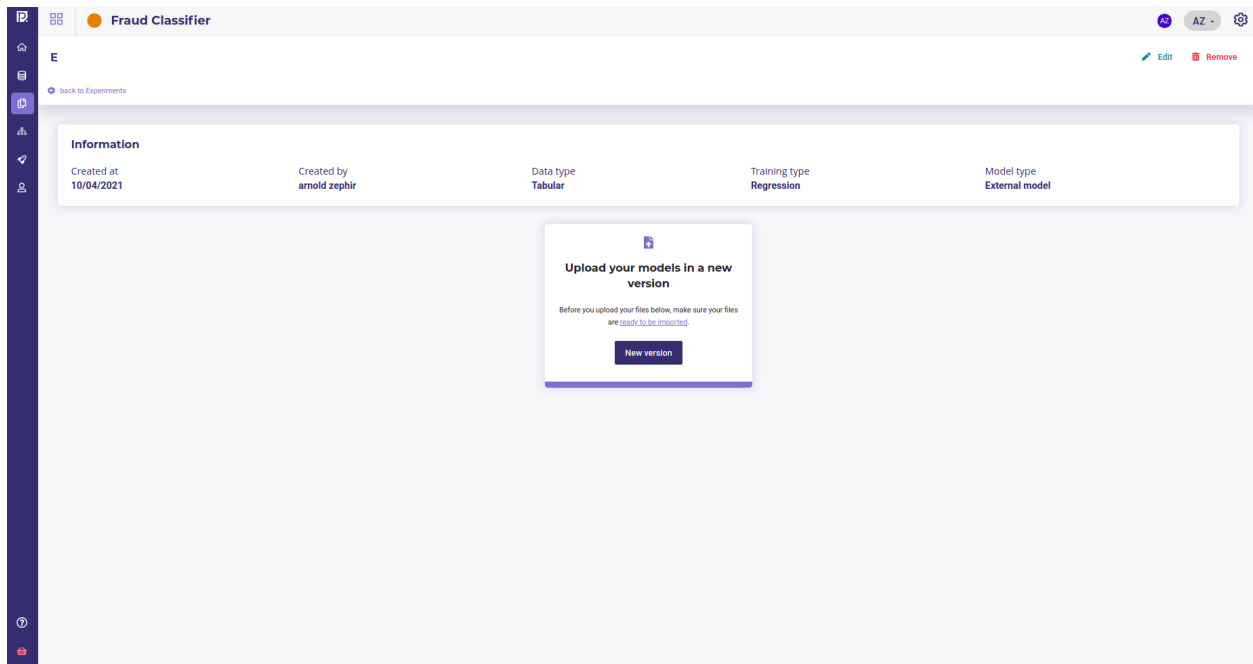 Fraud Classifier
AZ
AZ
E
Edit
Remove
back to Experiments
Information
Created at
10/04/2021
Created by
arnold zephir
Data type
Tabular
Training type
Regression
Model type
External model
Upload your models in a new
version
Before you upload your files below, make sure your files
are ready to be imported.
New version